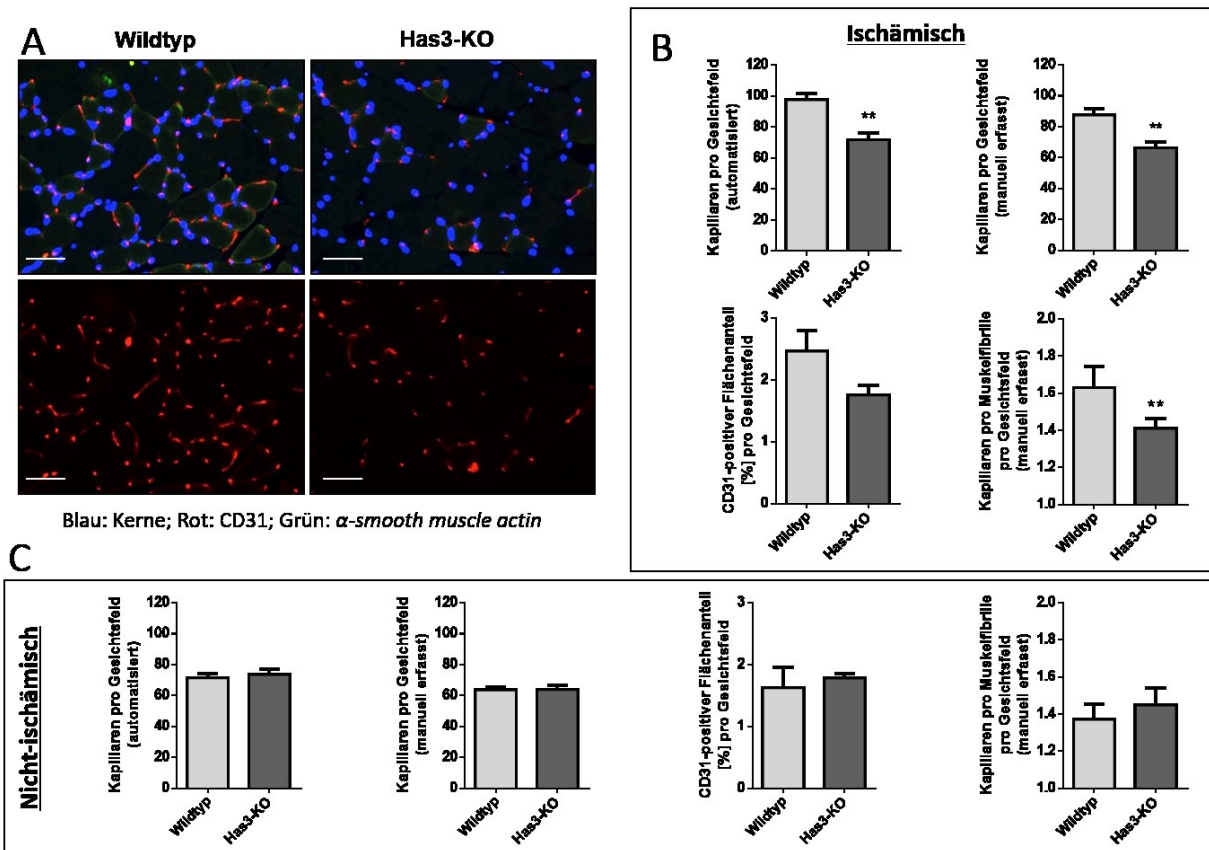 A
Wildtyp
Has3-KO
Blau: Kerne; Rot: CD31; Grün: α-smooth muscle actin
B
Ischämisch
Kapillaren pro Gesichtsfeld
(automatisiert)
120
100
80
60
40
20
0
**
Wildtyp
Has3-KO
Kapillaren pro Gesichtsfeld
(manuell erfasst)
120
100
80
60
40
20
0
**
Wildtyp
Has3-KO
CD31-positiver Flächenanteil
[%] pro Gesichtsfeld
3
2
1
0
Wildtyp
Has3-KO
Kapillaren pro Muskelfibrille
pro Gesichtsfeld
(manuell erfasst)
2.0
1.8
1.6
1.4
1.2
1.0
**
Wildtyp
Has3-KO
C
Nicht-ischämisch
Kapillaren pro Gesichtsfeld
(automatisiert)
120
100
80
60
40
20
0
Wildtyp
Has3-KO
Kapillaren pro Gesichtsfeld
(manuell erfasst)
120
100
80
60
40
20
0
Wildtyp
Has3-KO
CD31-positiver Flächenanteil
[%] pro Gesichtsfeld
3
2
1
0
Wildtyp
Has3-KO
Kapillaren pro Muskelfibrille
pro Gesichtsfeld
(manuell erfasst)
2.0
1.8
1.6
1.4
1.2
1.0
Wildtyp
Has3-KO